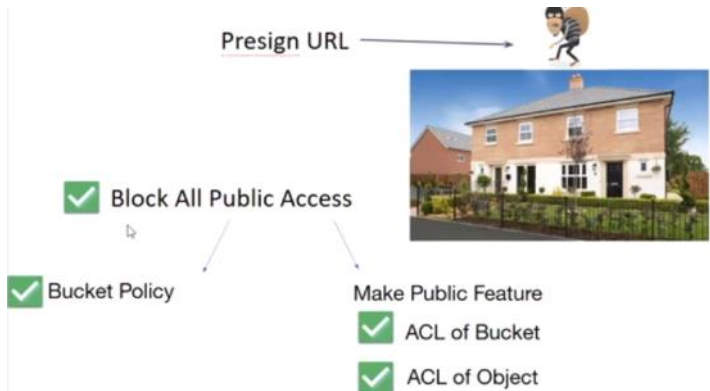 Presign URL
Block All Public Access
Bucket Policy
Make Public Feature
ACL of Bucket
ACL of Object